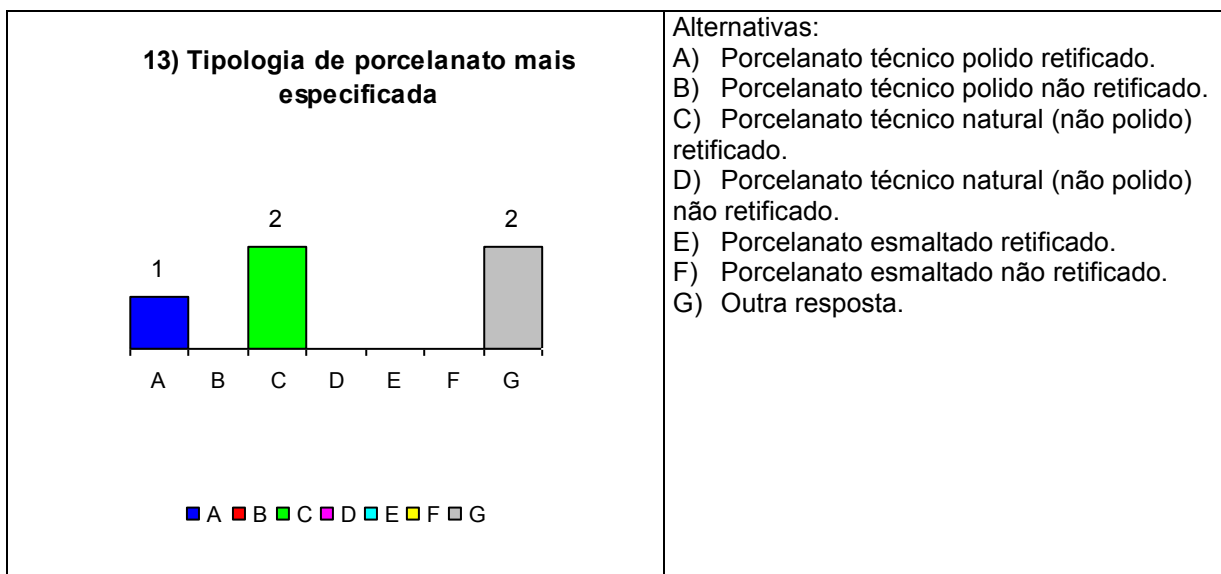 13) Tipologia de porcelanato mais
especificada
1
2
2
A B C D E F G
A B C D E F G
Alternativas:
A) Porcelanato técnico polido retificado.
B) Porcelanato técnico polido não retificado.
C) Porcelanato técnico natural (não polido)
retificado.
D) Porcelanato técnico natural (não polido)
não retificado.
E) Porcelanato esmaltado retificado.
F) Porcelanato esmaltado não retificado.
G) Outra resposta.